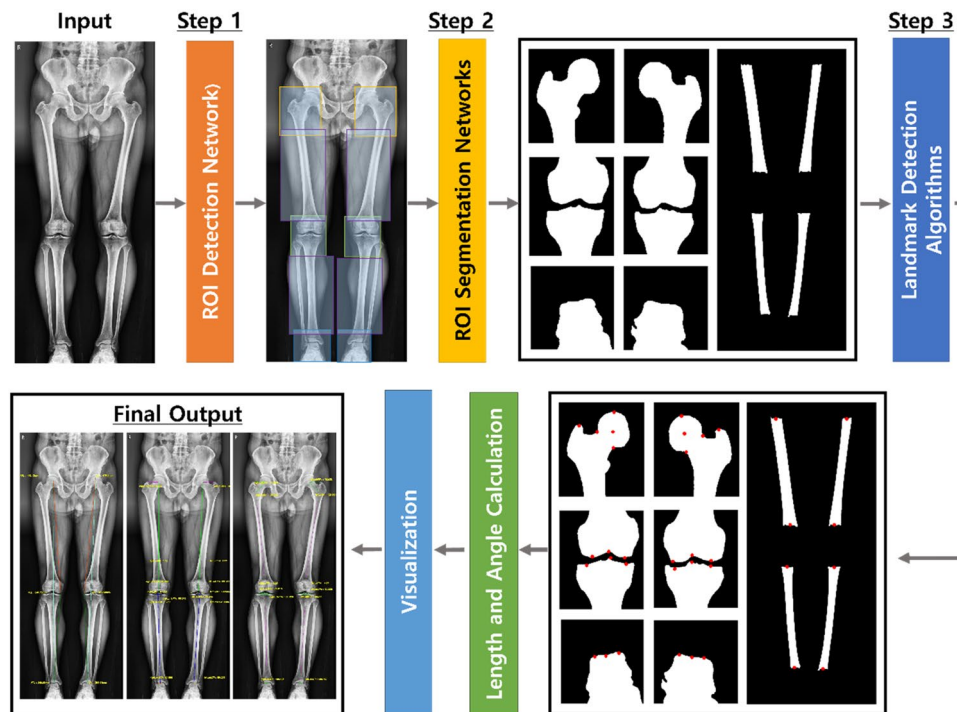 Input
Step 1
Step 2
Step 3
ROI Detection Network)
ROI Segmentation Networks
Landmark Detection
Algorithms
Final Output
Visualization
Length and Angle Calculation